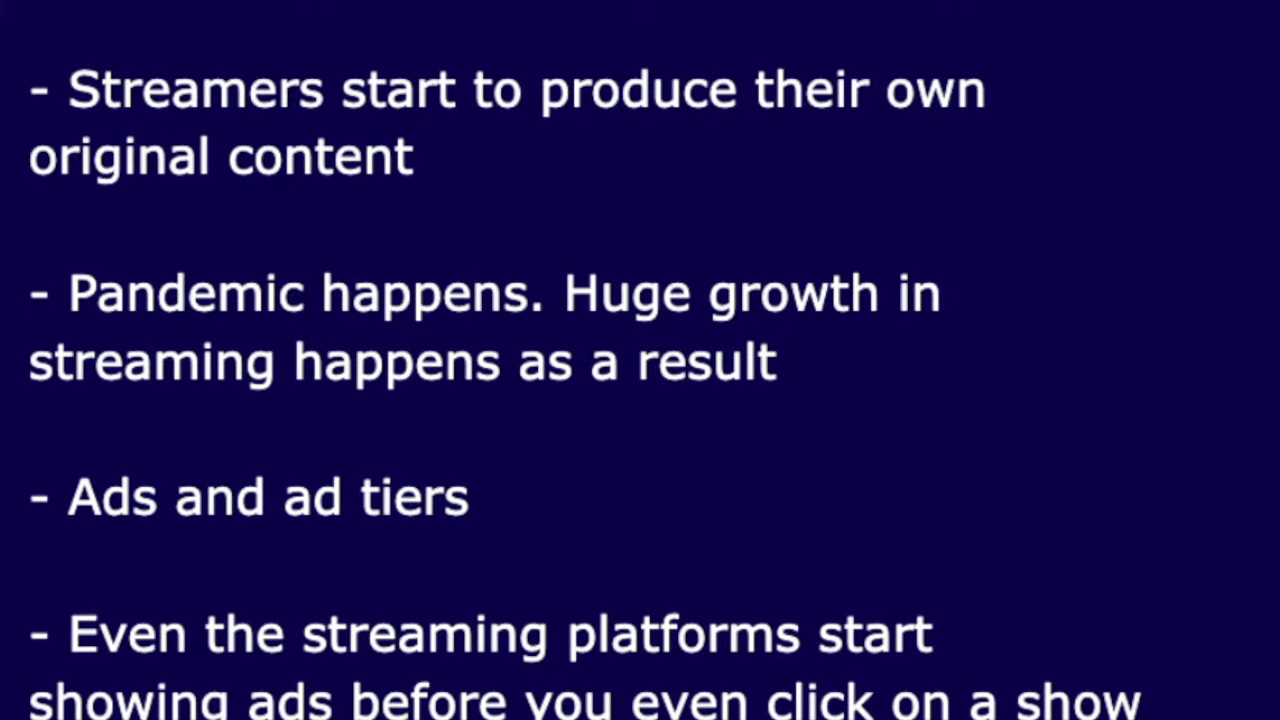 - Streamers start to produce their own
original content
- Pandemic happens. Huge growth in
streaming happens as a result
- Ads and ad tiers
- Even the streaming platforms start
showing ads before you even click on a show